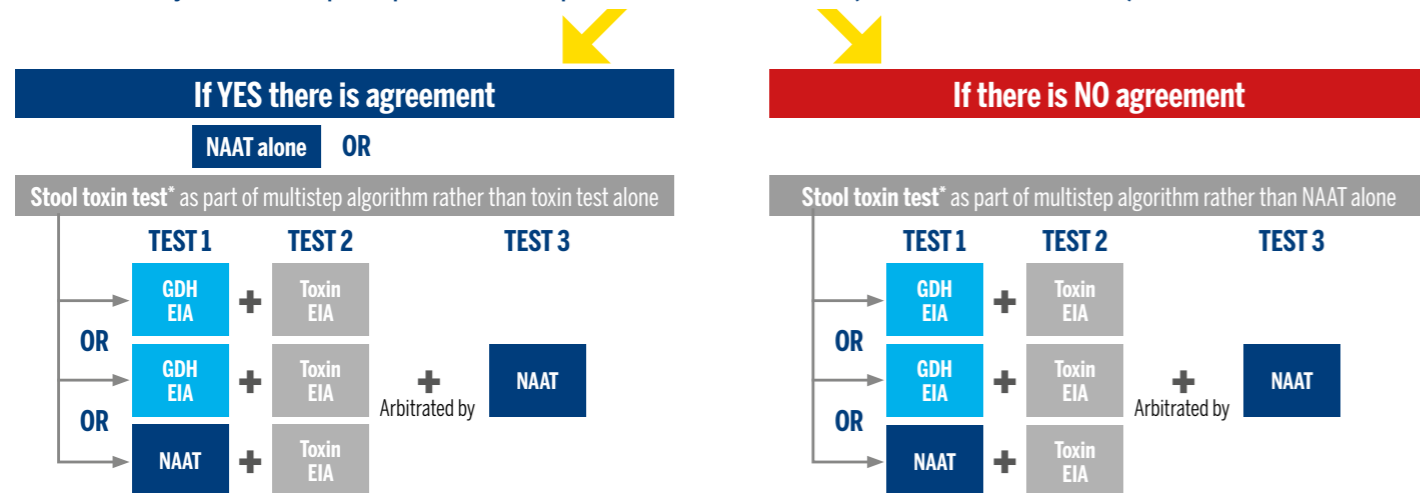 If YES there is agreement
NAAT alone OR
Stool toxin test* as part of multistep algorithm rather than toxin test alone
TEST 1 TEST 2 TEST 3
GDH
EIA
+
Toxin
EIA
OR
GDH
EIA
+
Toxin
EIA
+
Arbitrated by
NAAT
OR
NAAT
+
Toxin
EIA
If there is NO agreement
Stool toxin test* as part of multistep algorithm rather than NAAT alone
TEST 1 TEST 2 TEST 3
GDH
EIA
+
Toxin
EIA
OR
GDH
EIA
+
Toxin
EIA
+
Arbitrated by
NAAT
OR
NAAT
+
Toxin
EIA